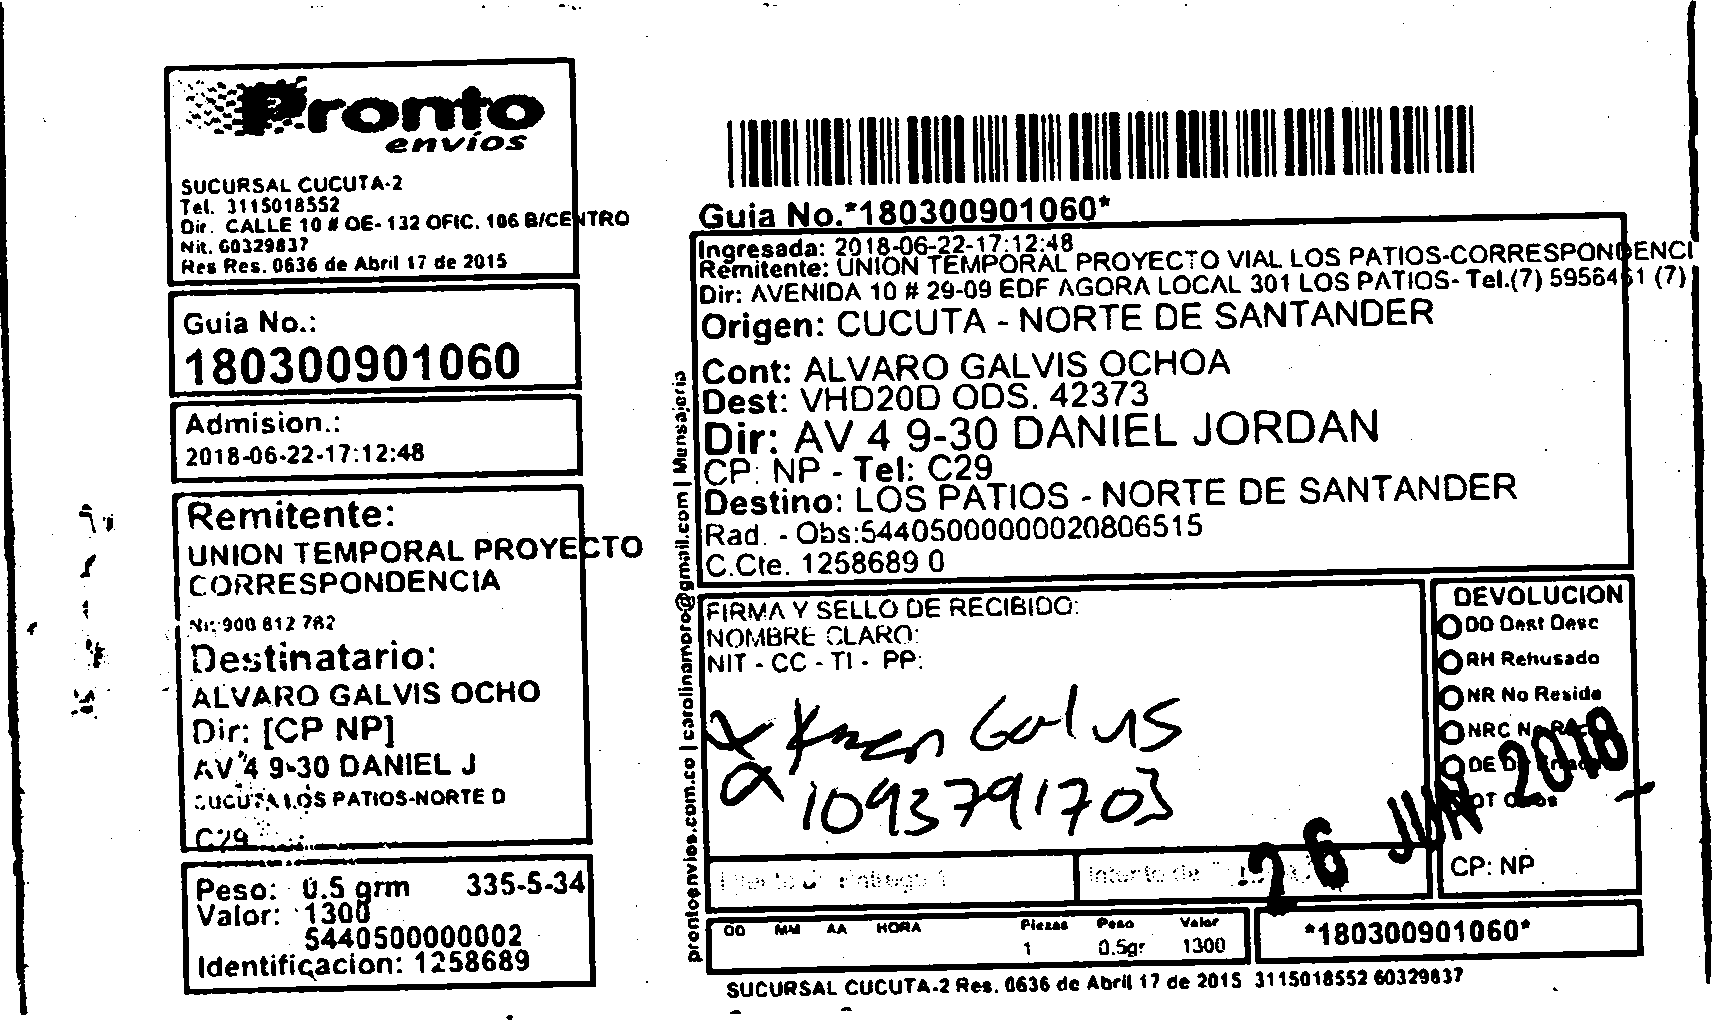 Pronto
envíos
SUCURSAL CUCUTA-2
Tel. 3115018552
Dir. CALLE 10 # OE- 132 OFIC. 106 B/CENTRO
Nit. 60329837
Res Res. 0636 de Abril 17 de 2015
Guia No.:
180300901060
Admision.:
2018-06-22-17:12:48
Remitente:
UNION TEMPORAL PROYECTO
CORRESPONDENCIA
Nit 900 812 782
Destinatario:
ALVARO GALVIS OCHO
Dir: [CP NP]
AV 4 9-30 DANIEL J
CUCUTA LOS PATIOS-NORTE D
C29
Peso: 0.5 grm 335-5-34
Valor: 1300
5440500000002
Identificacion: 1258689
prontoenvios.com.co | carolinamoro@gmail.com | Mensajeria
Guia No.*180300901060*
Ingresada: 2018-06-22-17:12:48
Remitente: UNION TEMPORAL PROYECTO VIAL LOS PATIOS-CORRESPONDENCI
Dir: AVENIDA 10 # 29-09 EDF AGORA LOCAL 301 LOS PATIOS- Tel.(7) 5956461 (7)
Origen: CUCUTA - NORTE DE SANTANDER
Cont: ALVARO GALVIS OCHOA
Dest: VHD20D ODS. 42373
Dir: AV 4 9-30 DANIEL JORDAN
CP: NP - Tel: C29
Destino: LOS PATIOS - NORTE DE SANTANDER
Rad. - Obs:54405000000020806515
C.Cte. 1258689 0
FIRMA Y SELLO DE RECIBIDO:
NOMBRE CLARO:
NIT - CC - TI - PP:
Karen Galvis
1093791703
DEVOLUCION
DD Dest Desc
RH Rehusado
NR No Reside
NRC No
DE
OT Otros
26 JUN 2018
CP: NP
Intento de
DD MM AA HORA Piezas Peso Valor
1 0.5gr 1300
*180300901060*
SUCURSAL CUCUTA-2 Res. 0636 de Abril 17 de 2015 3115018552 60329837